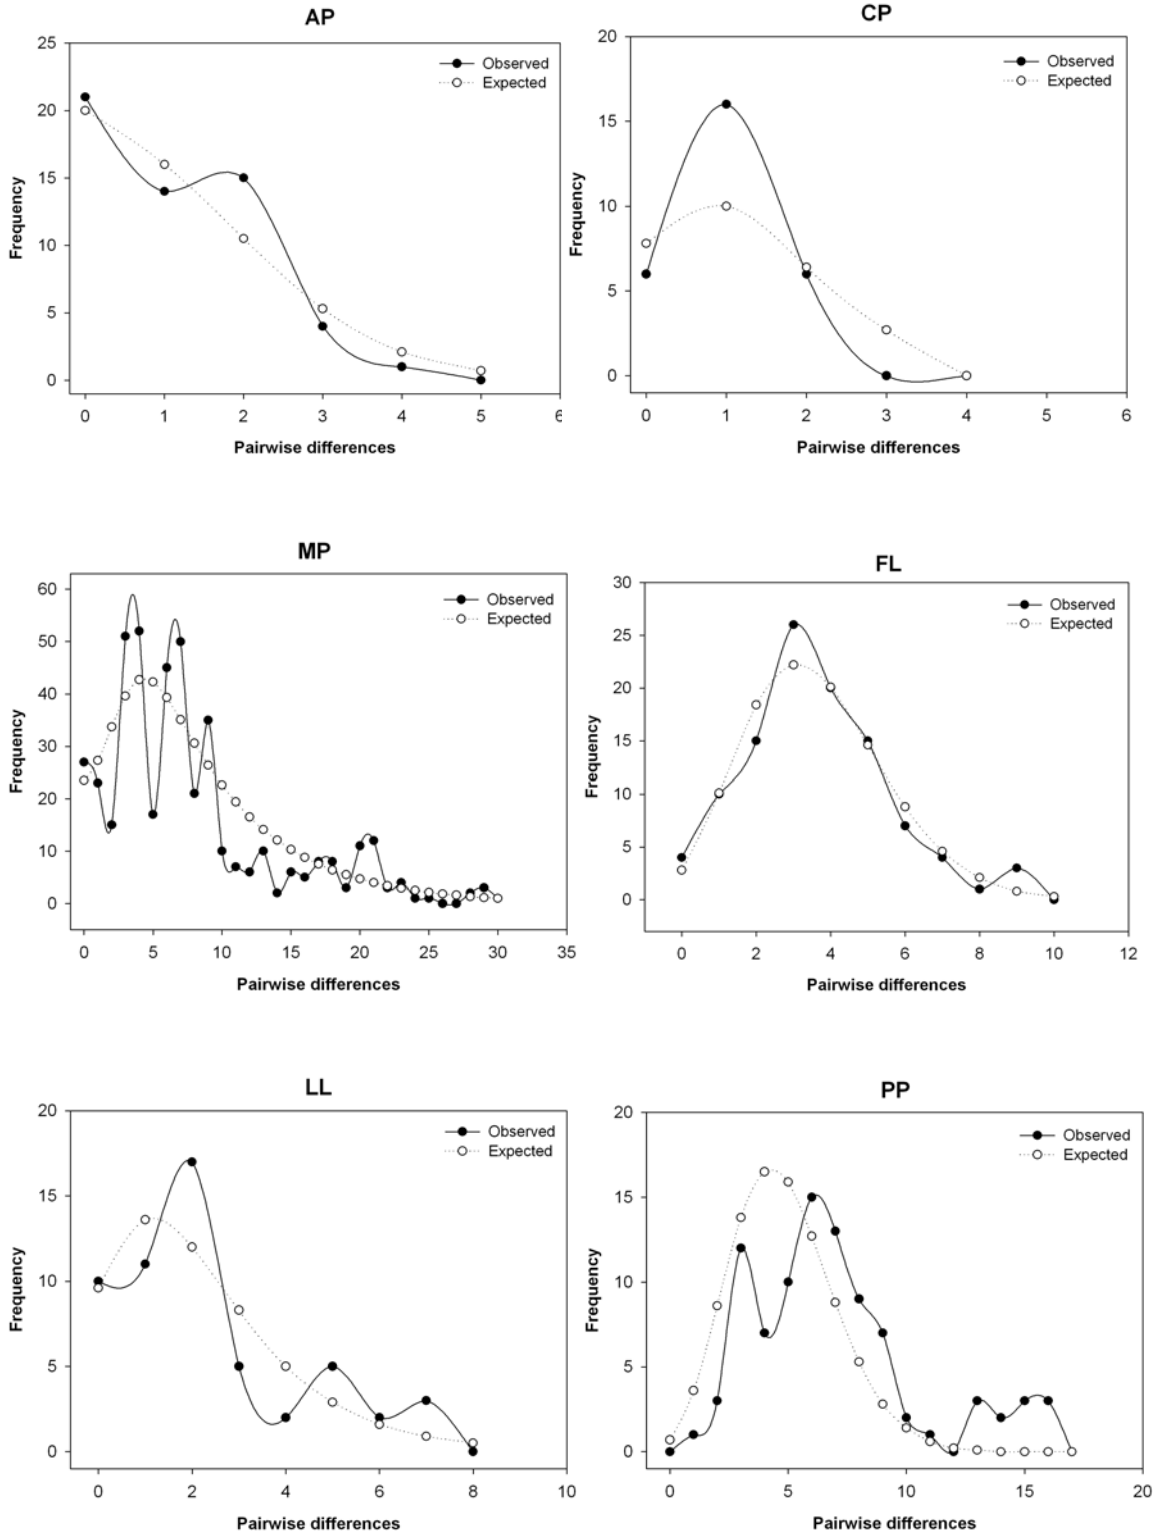 AP
25
20
15
10
5
0
Frequency
Observed
Expected
0 1 2 3 4 5 6
Pairwise differences
CP
20
15
10
5
0
Frequency
Observed
Expected
0 1 2 3 4 5 6
Pairwise differences
MP
60
50
40
30
20
10
0
Frequency
Observed
Expected
0 5 10 15 20 25 30 35
Pairwise differences
FL
30
25
20
15
10
5
0
Frequency
Observed
Expected
0 2 4 6 8 10 12
Pairwise differences
LL
20
15
10
5
0
Frequency
Observed
Expected
0 2 4 6 8 10
Pairwise differences
PP
20
15
10
5
0
Frequency
Observed
Expected
0 5 10 15 20
Pairwise differences